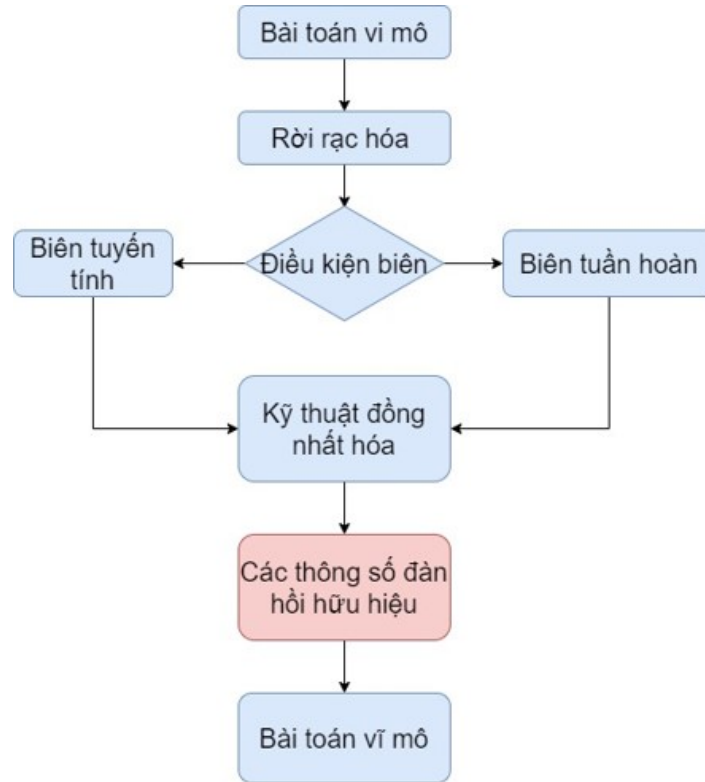 Bài toán vi mô
Rời rạc hóa
Biên tuyến
tính
Điều kiện biên
Biên tuần hoàn
Kỹ thuật đồng
nhất hóa
Các thông số đàn
hồi hữu hiệu
Bài toán vĩ mô